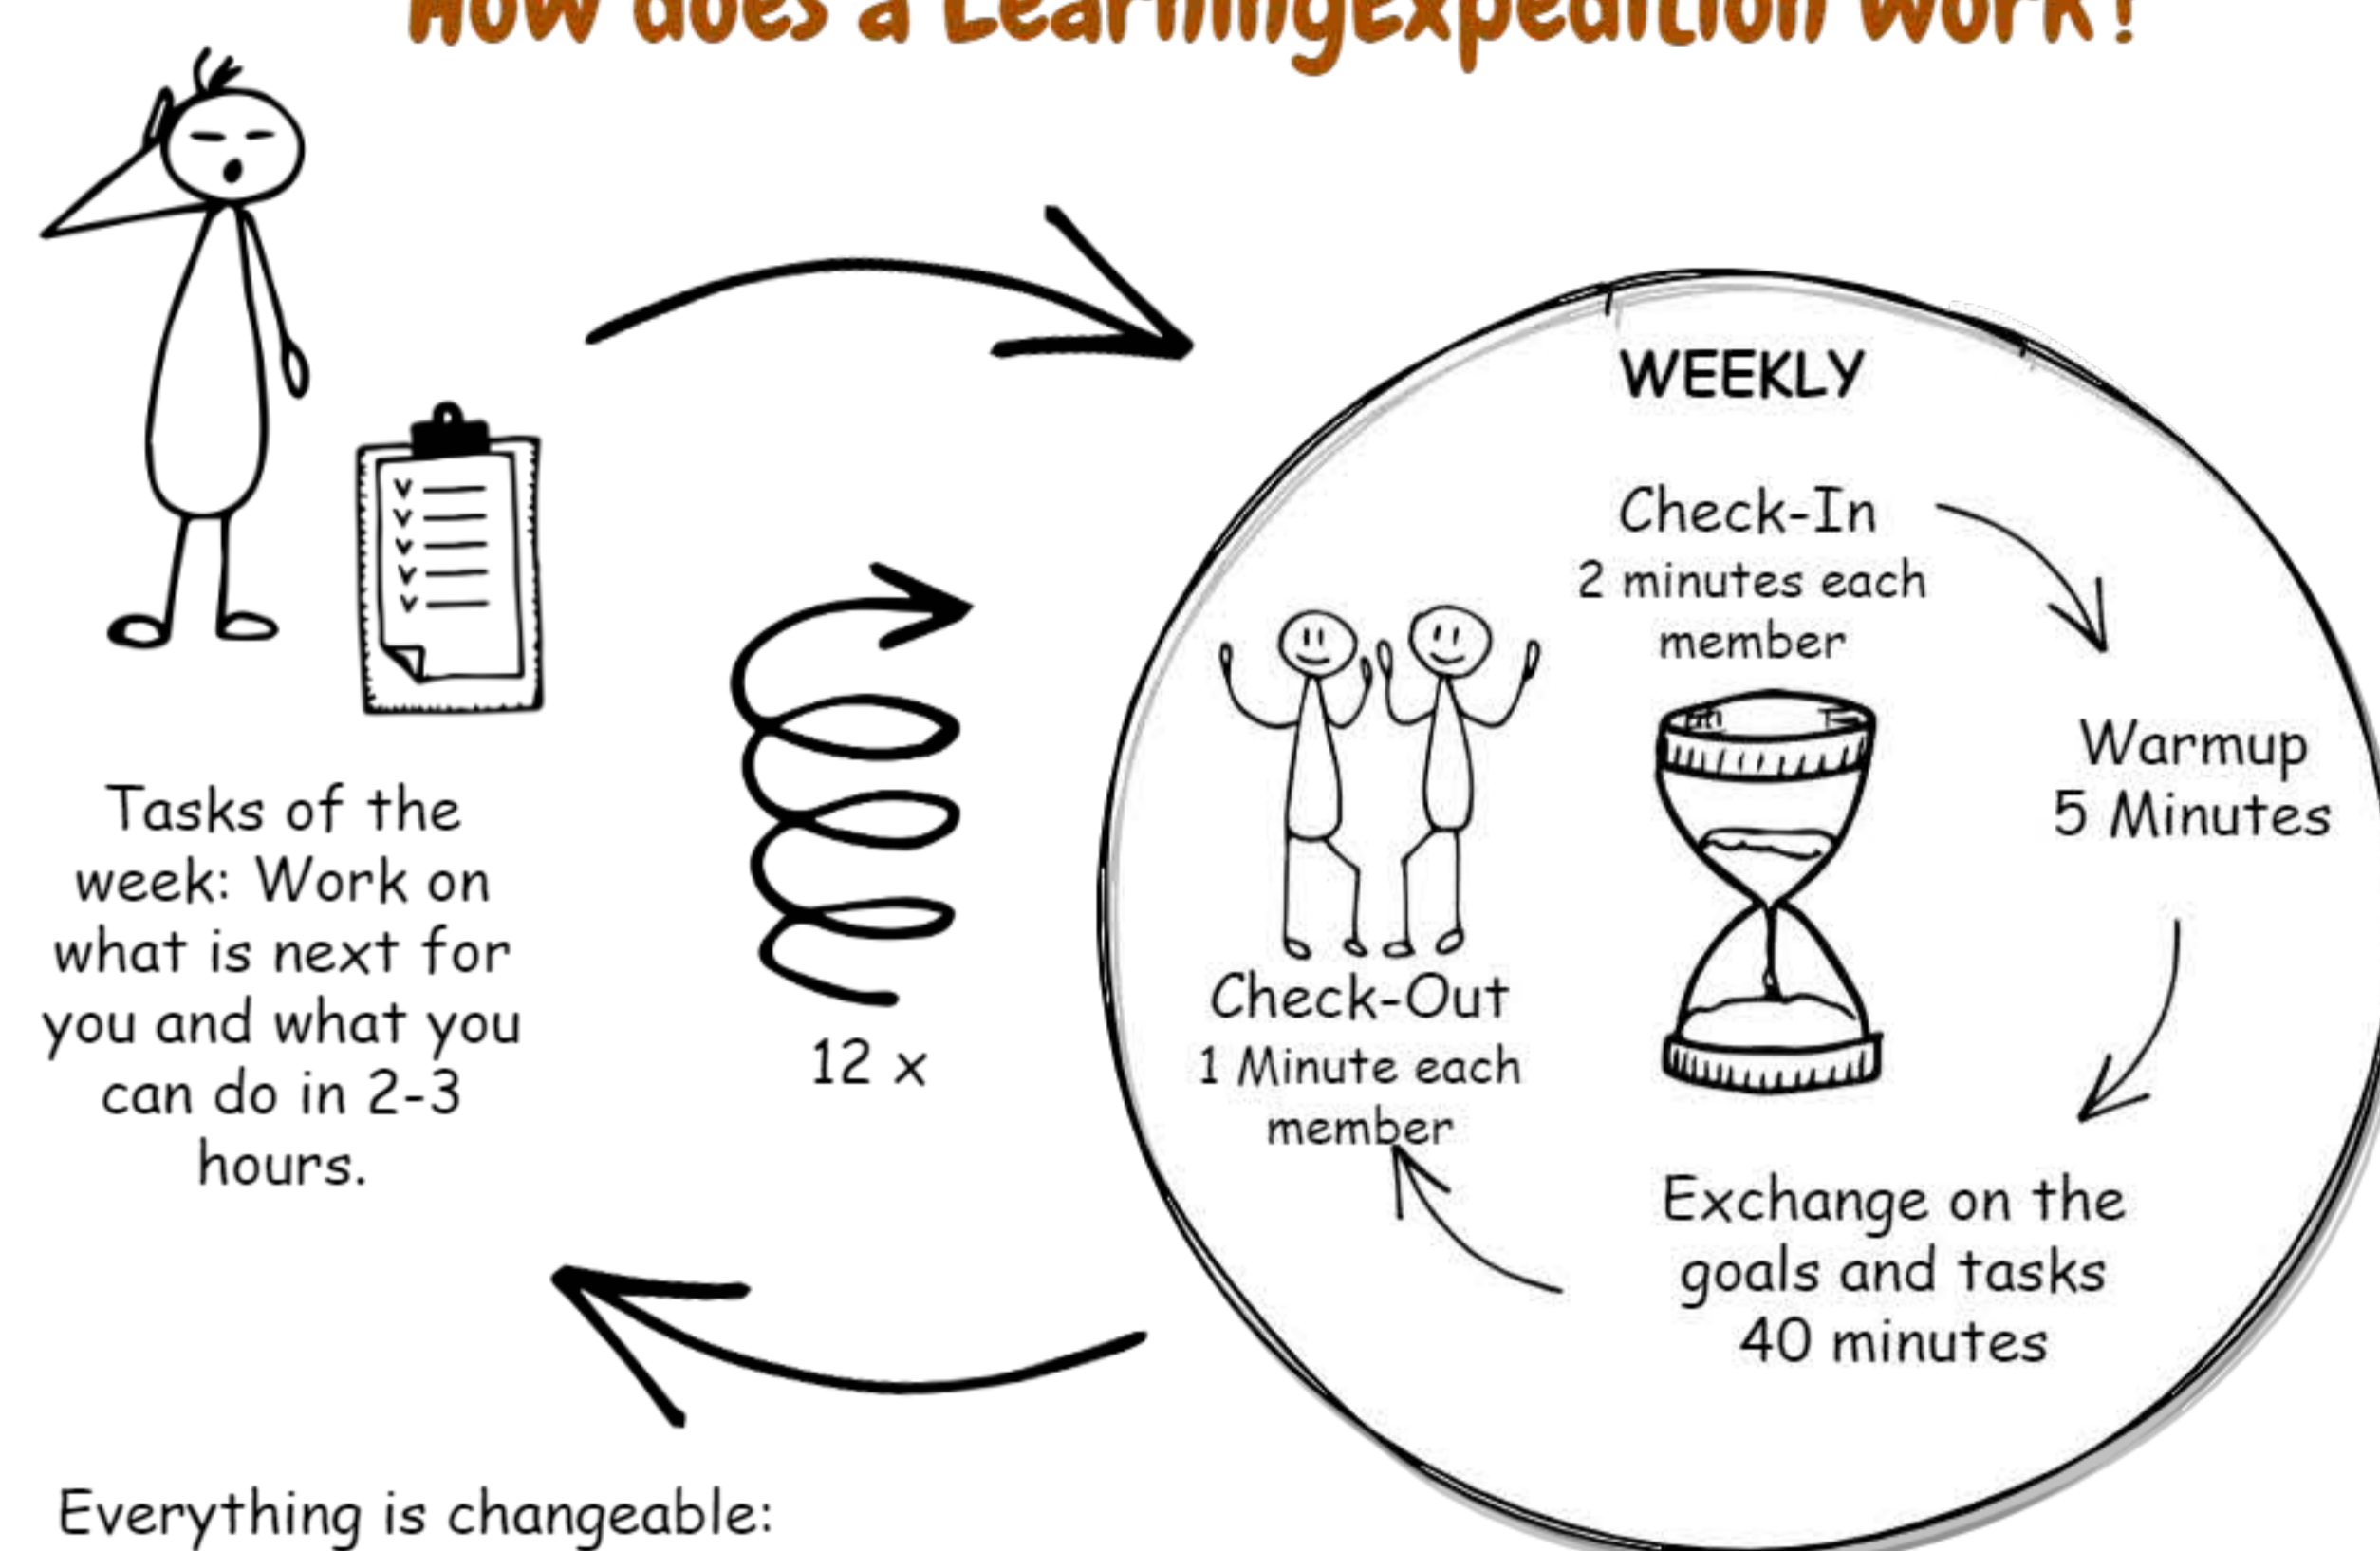 How does a LearningExpedition work?
WEEKLY
Check-In
2 minutes each
member
Warmup
5 Minutes
Exchange on the
goals and tasks
40 minutes
Check-Out
1 Minute each
member
12 x
Tasks of the
week: Work on
what is next for
you and what you
can do in 2-3
hours.
Everything is changeable: